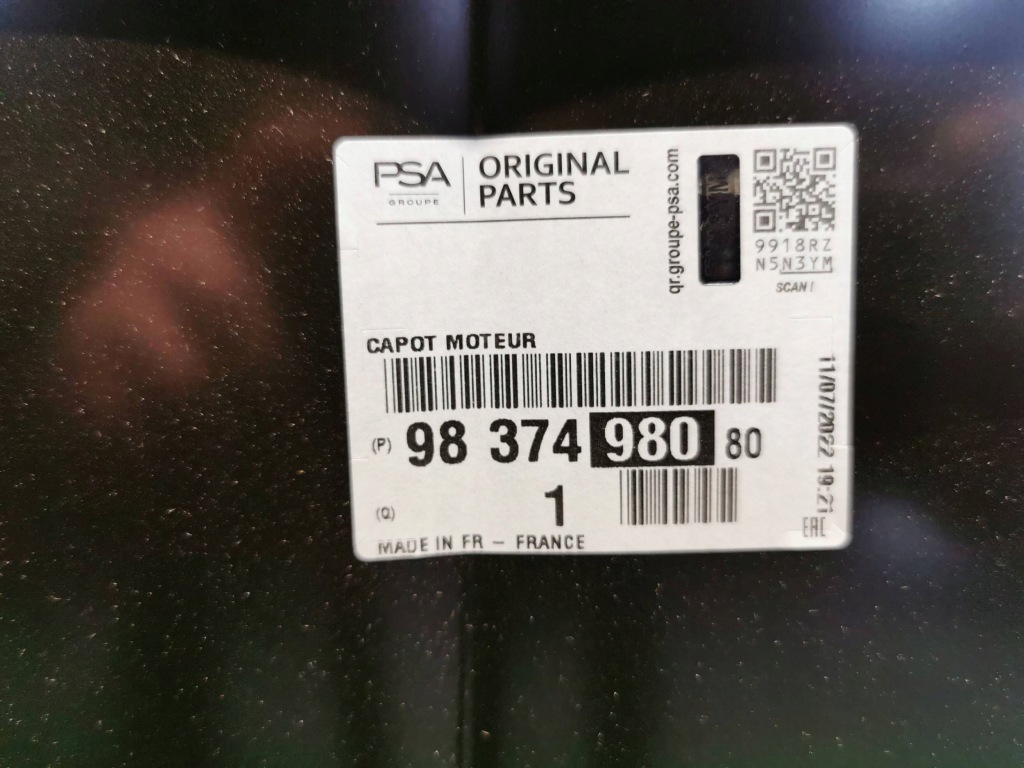 PSA
GROUPE
ORIGINAL
PARTS
qr.groupe-psa.com
9918RZ
N5N3YM
SCAN!
CAPOT MOTEUR
(P) 98 374 980 80
(Q) 1
11/07/2022 19:21
EAC
MADE IN FR - FRANCE